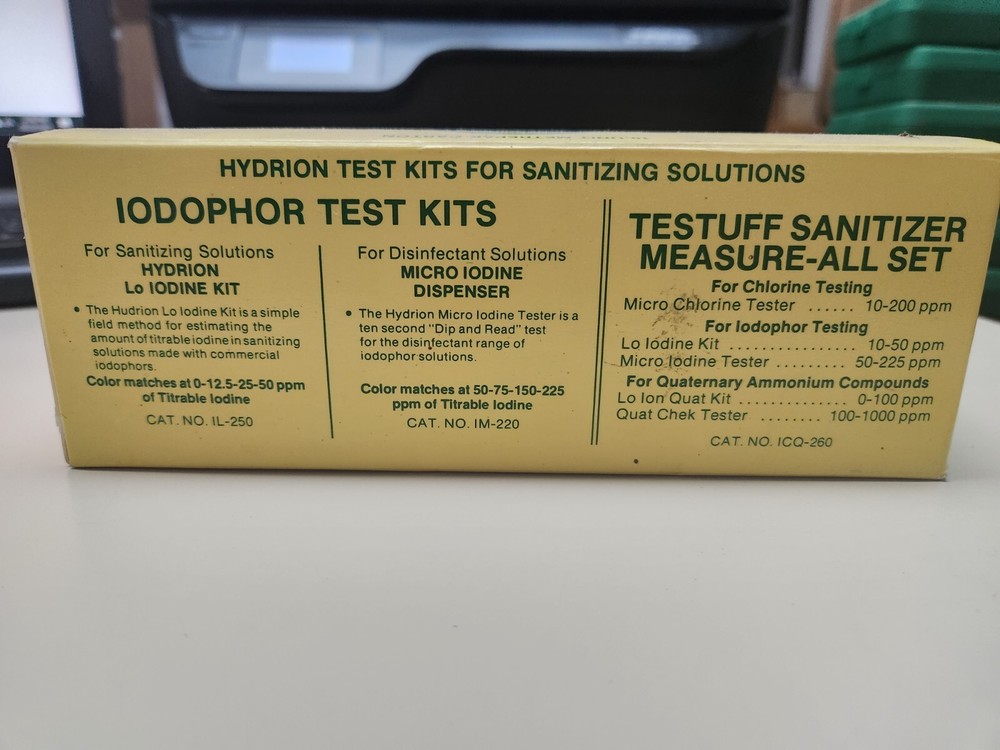 HYDRION TEST KITS FOR SANITIZING SOLUTIONS
IODOPHOR TEST KITS
For Sanitizing Solutions
HYDRION
Lo IODINE KIT
• The Hudrion Lo Iodine Kit is a simple
field method for estimating the
amount of titrable iodine in sanitizing
solutions made with commercial
iodophors.
Color matches at 0-12.5-25-50 ppm
of Titrable Iodine
CAT. NO. IL-250
For Disinfectant Solutions
MICRO IODINE
DISPENSER
• The Hydrion Micro Iodine Tester is a
ten second "Dip and Read" test
for the disinfectant range of
iodophor solutions.
Color matches at 50-75-150-225
ppm of Titrable Iodine
CAT. NO. IM-220
TESTUFF SANITIZER
MEASURE-ALL SET
For Chlorine Testing
Micro Chlorine Tester ...... 10-200 ppm
For Iodophor Testing
Lo Iodine Kit ................ 10-50 ppm
Micro Iodine Tester ......... 50-225 ppm
For Quaternary Ammonium Compounds
Lo Ion Quat Kit .............. 0-100 ppm
Quat Chek Tester ........ 100-1000 ppm
CAT. NO. ICQ-260